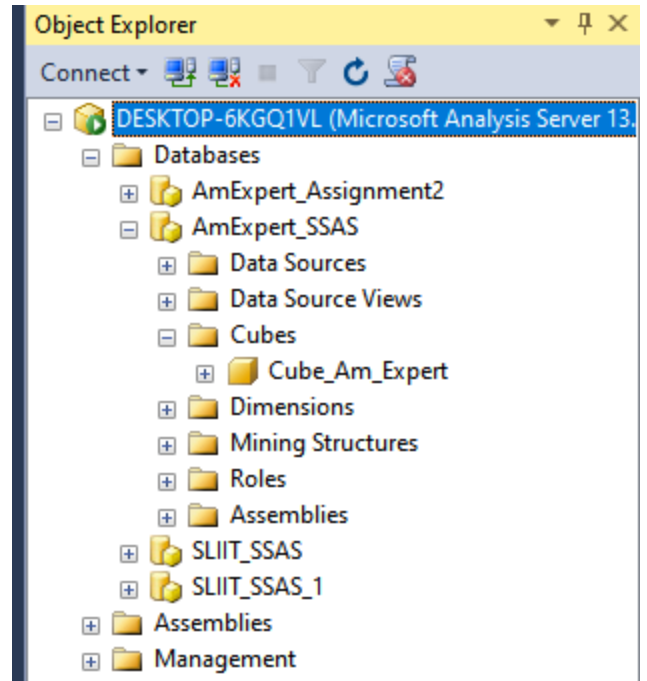 Object Explorer
Connect
DESKTOP-6KGQ1VL (Microsoft Analysis Server 13.
Databases
AmExpert_Assignment2
AmExpert_SSAS
Data Sources
Data Source Views
Cubes
Cube_Am_Expert
Dimensions
Mining Structures
Roles
Assemblies
SLIIT_SSAS
SLIIT_SSAS_1
Assemblies
Management